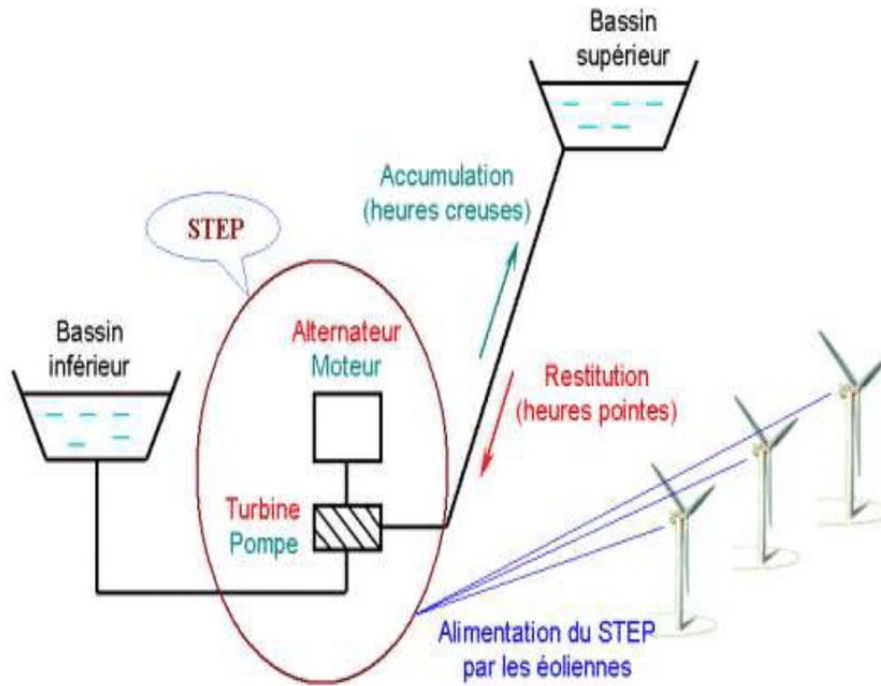 Bassin
supérieur
Accumulation
(heures creuses)
STEP
Bassin
inférieur
Alternateur
Moteur
Restitution
(heures pointes)
Turbine
Pompe
Alimentation du STEP
par les éoliennes